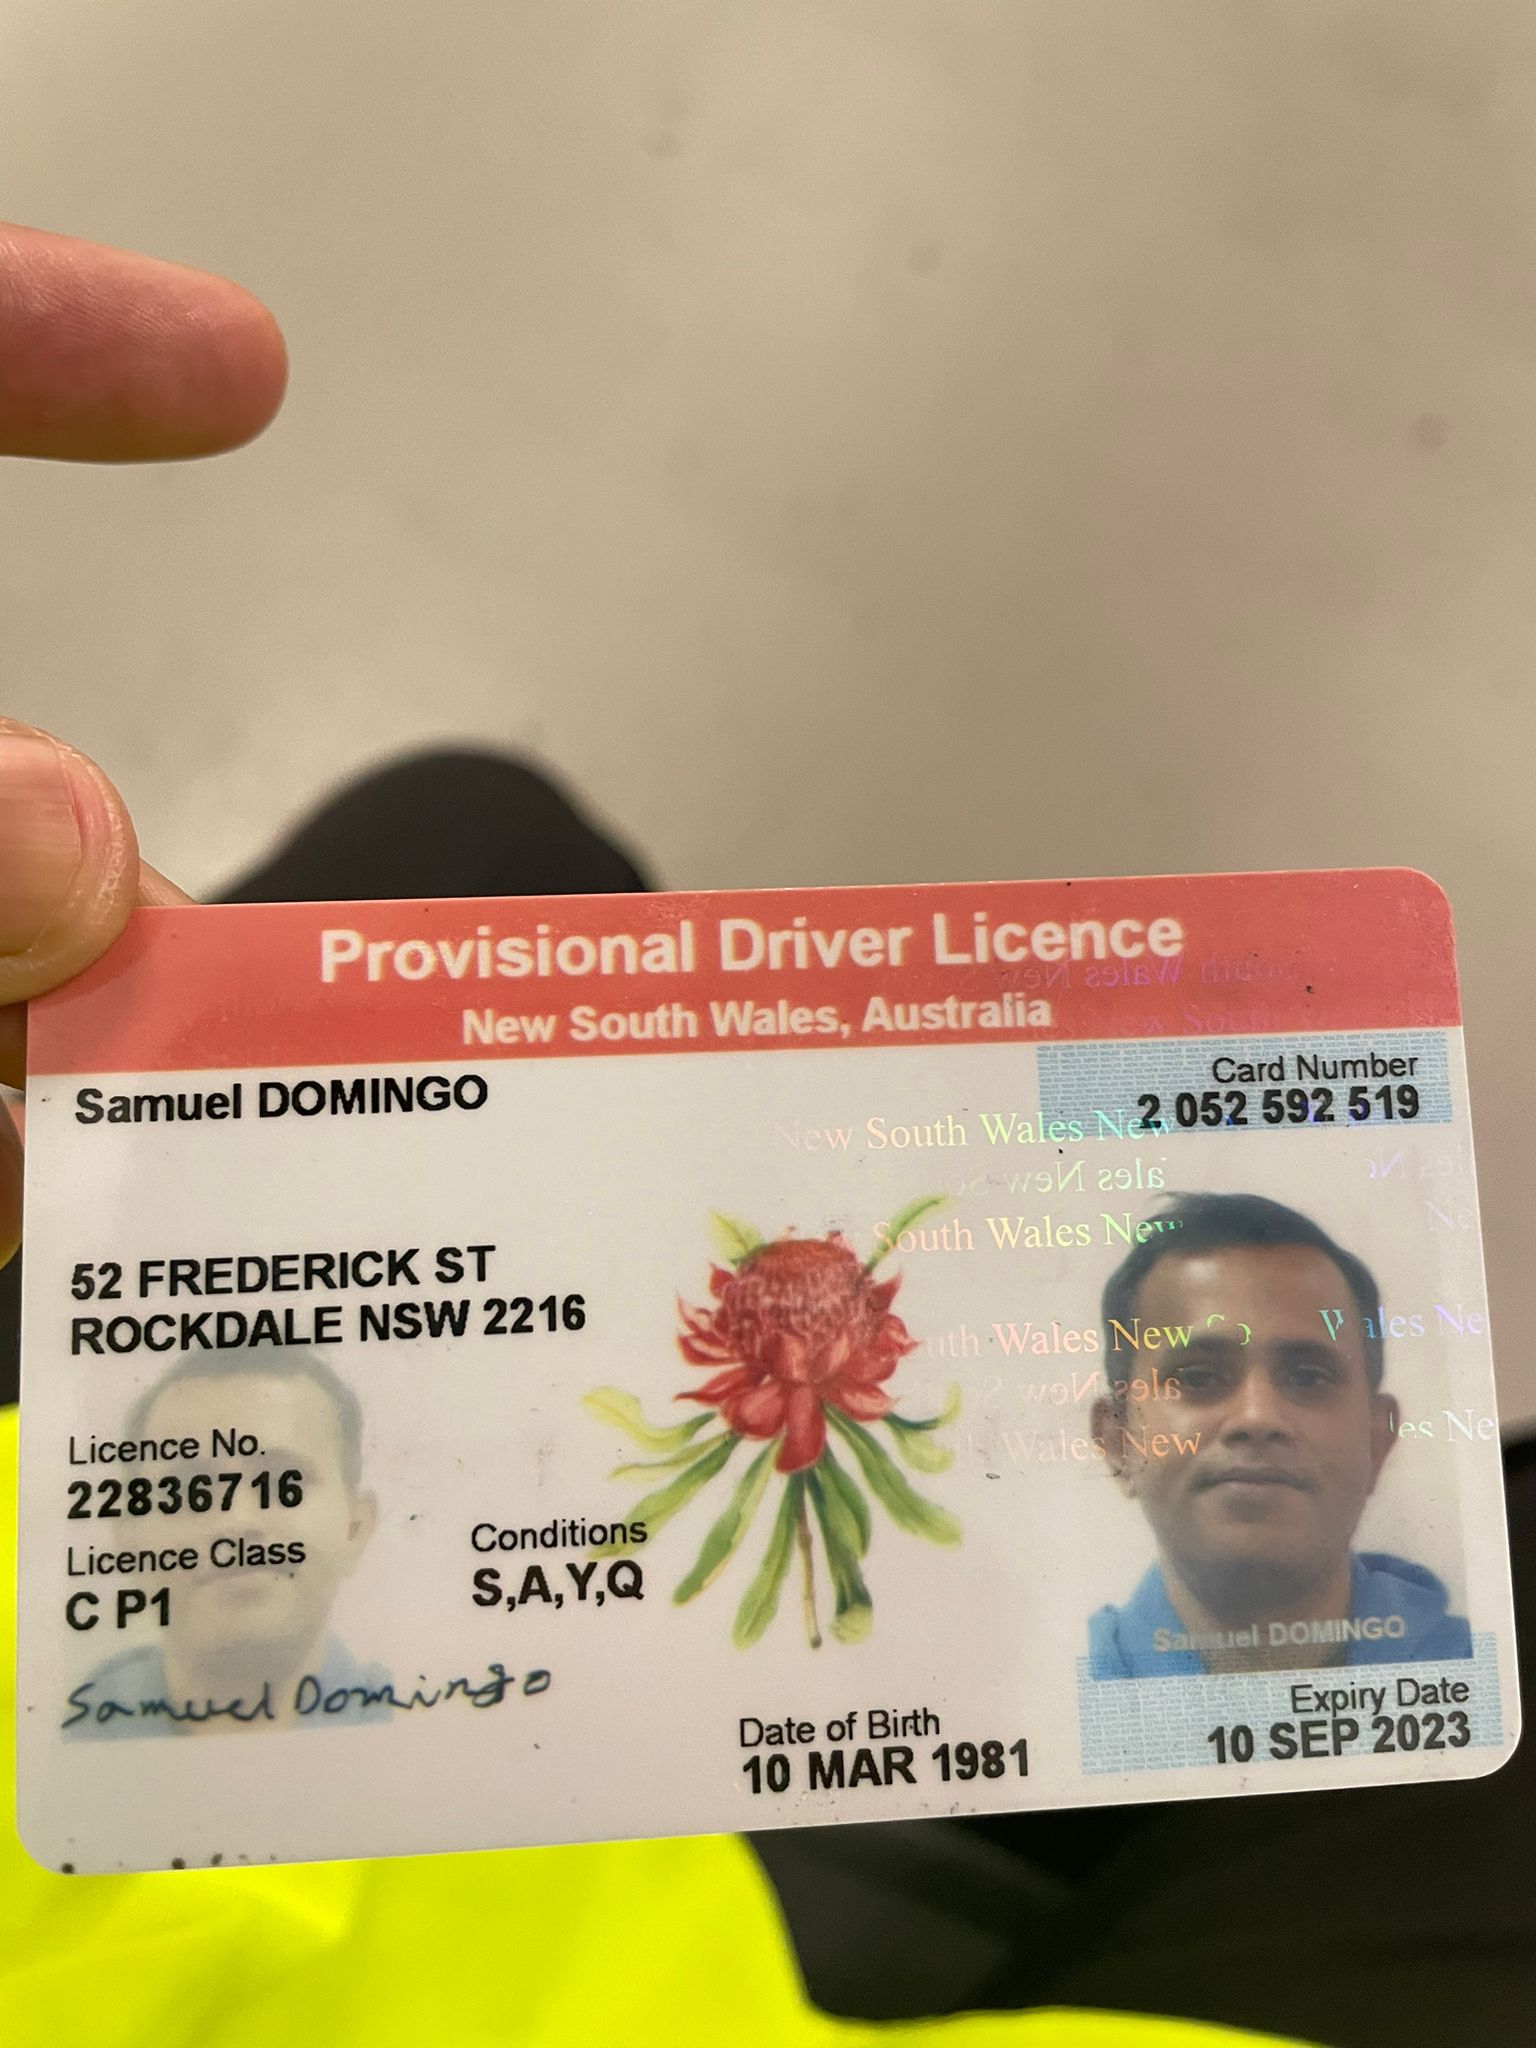 Provisional Driver Licence
New South Wales, Australia
Samuel DOMINGO
Card Number
2 052 592 519
52 FREDERICK ST
ROCKDALE NSW 2216
Licence No.
22836716
Licence Class
C P1
Conditions
S,A,Y,Q
Samuel Domingo
Samuel DOMINGO
Date of Birth
10 MAR 1981
Expiry Date
10 SEP 2023
New South Wales New
South Wales New
Wales New
Wales New